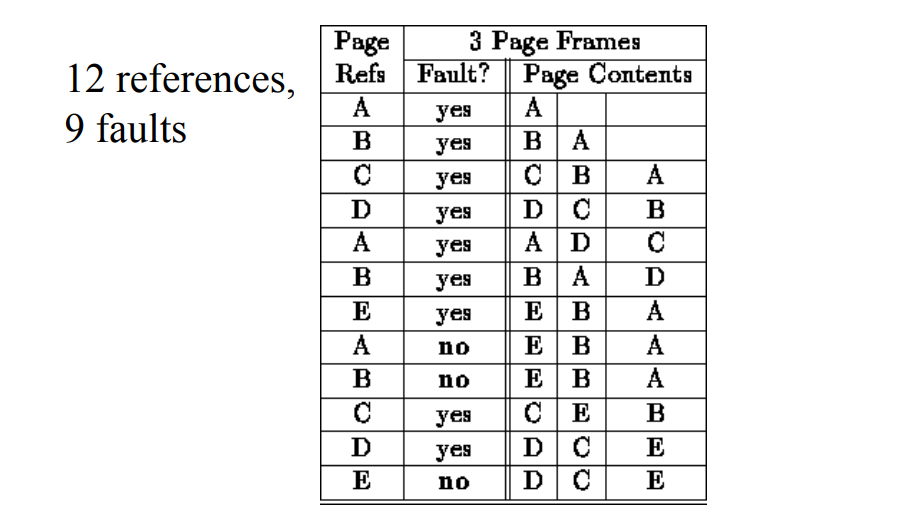 12 references,
9 faults
Page Refs 3 Page Frames
Fault? Page Contents
A yes A
B yes B A
C yes C B A
D yes D C B
A yes A D C
B yes B A D
E yes E B A
A no E B A
B no E B A
C yes C E B
D yes D C E
E no D C E